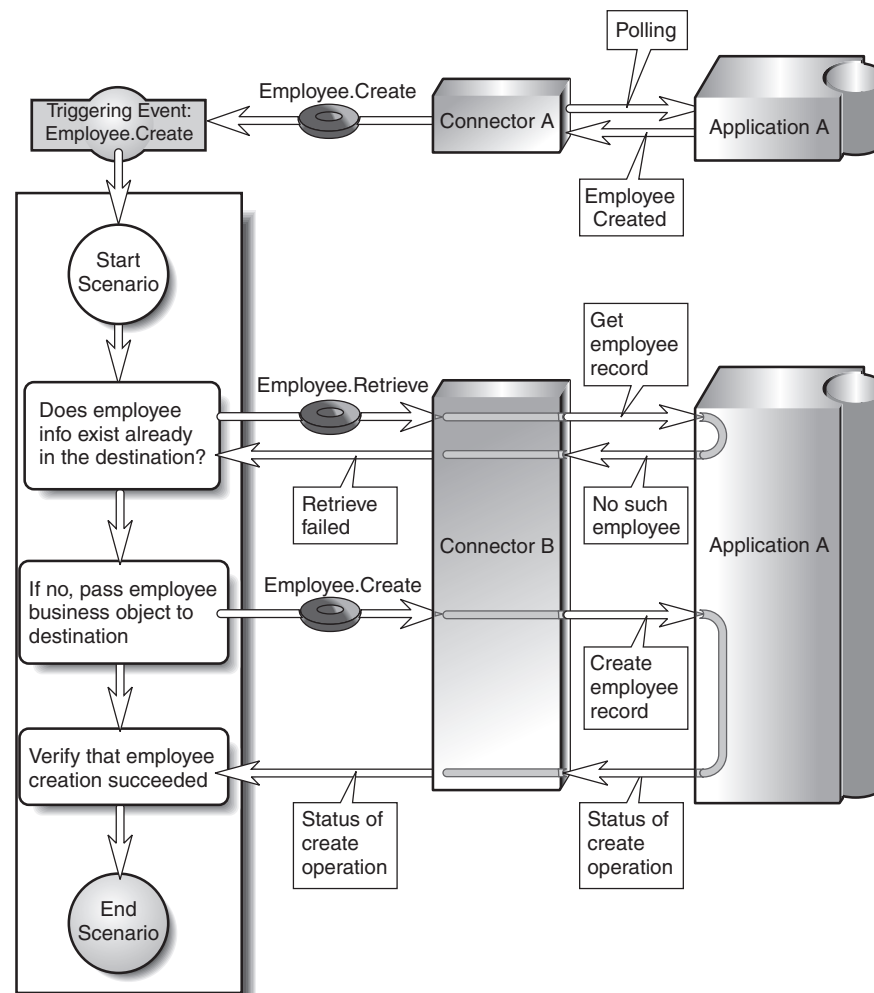 Polling
Employee.Create
Triggering Event:
Employee.Create
Connector A
Application A
Employee
Created
Start
Scenario
Get
employee
record
Employee.Retrieve
Does employee
info exist already
in the destination?
Retrieve
failed
No such
employee
Connector B
Application A
If no, pass employee
business object to
destination
Employee.Create
Create
employee
record
Verify that employee
creation succeeded
Status of
create
operation
Status of
create
operation
End
Scenario